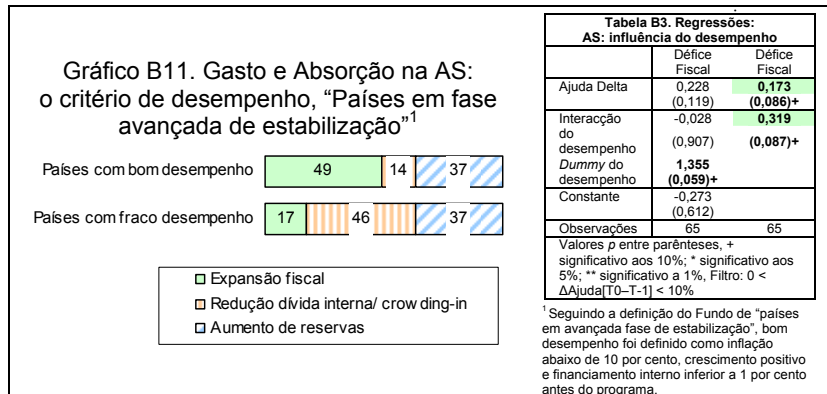 Gráfico B11. Gasto e Absorção na AS:
o critério de desempenho, “Países em fase
avançada de estabilização”1
Países com bom desempenho 49 14 37
Países com fraco desempenho 17 46 37
Expansão fiscal
Redução dívida interna/ crowding-in
Aumento de reservas
Tabela B3. Regressões:
AS: influência do desempenho
Défice Défice
Fiscal Fiscal
Ajuda Delta 0,228 0,173
(0,119) (0,086)+
Interacção -0,028 0,319
do
desempenho (0,907) (0,087)+
Dummy do 1,355
desempenho (0,059)+
Constante -0,273
(0,612)
Observações 65 65
Valores p entre parênteses, +
significativo aos 10%; * significativo aos
5%; ** significativo a 1%, Filtro: 0 <
ΔAjuda[T0–T-1] < 10%
1 Seguindo a definição do Fundo de “países
em avançada fase de estabilização”, bom
desempenho foi definido como inflação
abaixo de 10 por cento, crescimento positivo
e financiamento interno inferior a 1 por cento
antes do programa.